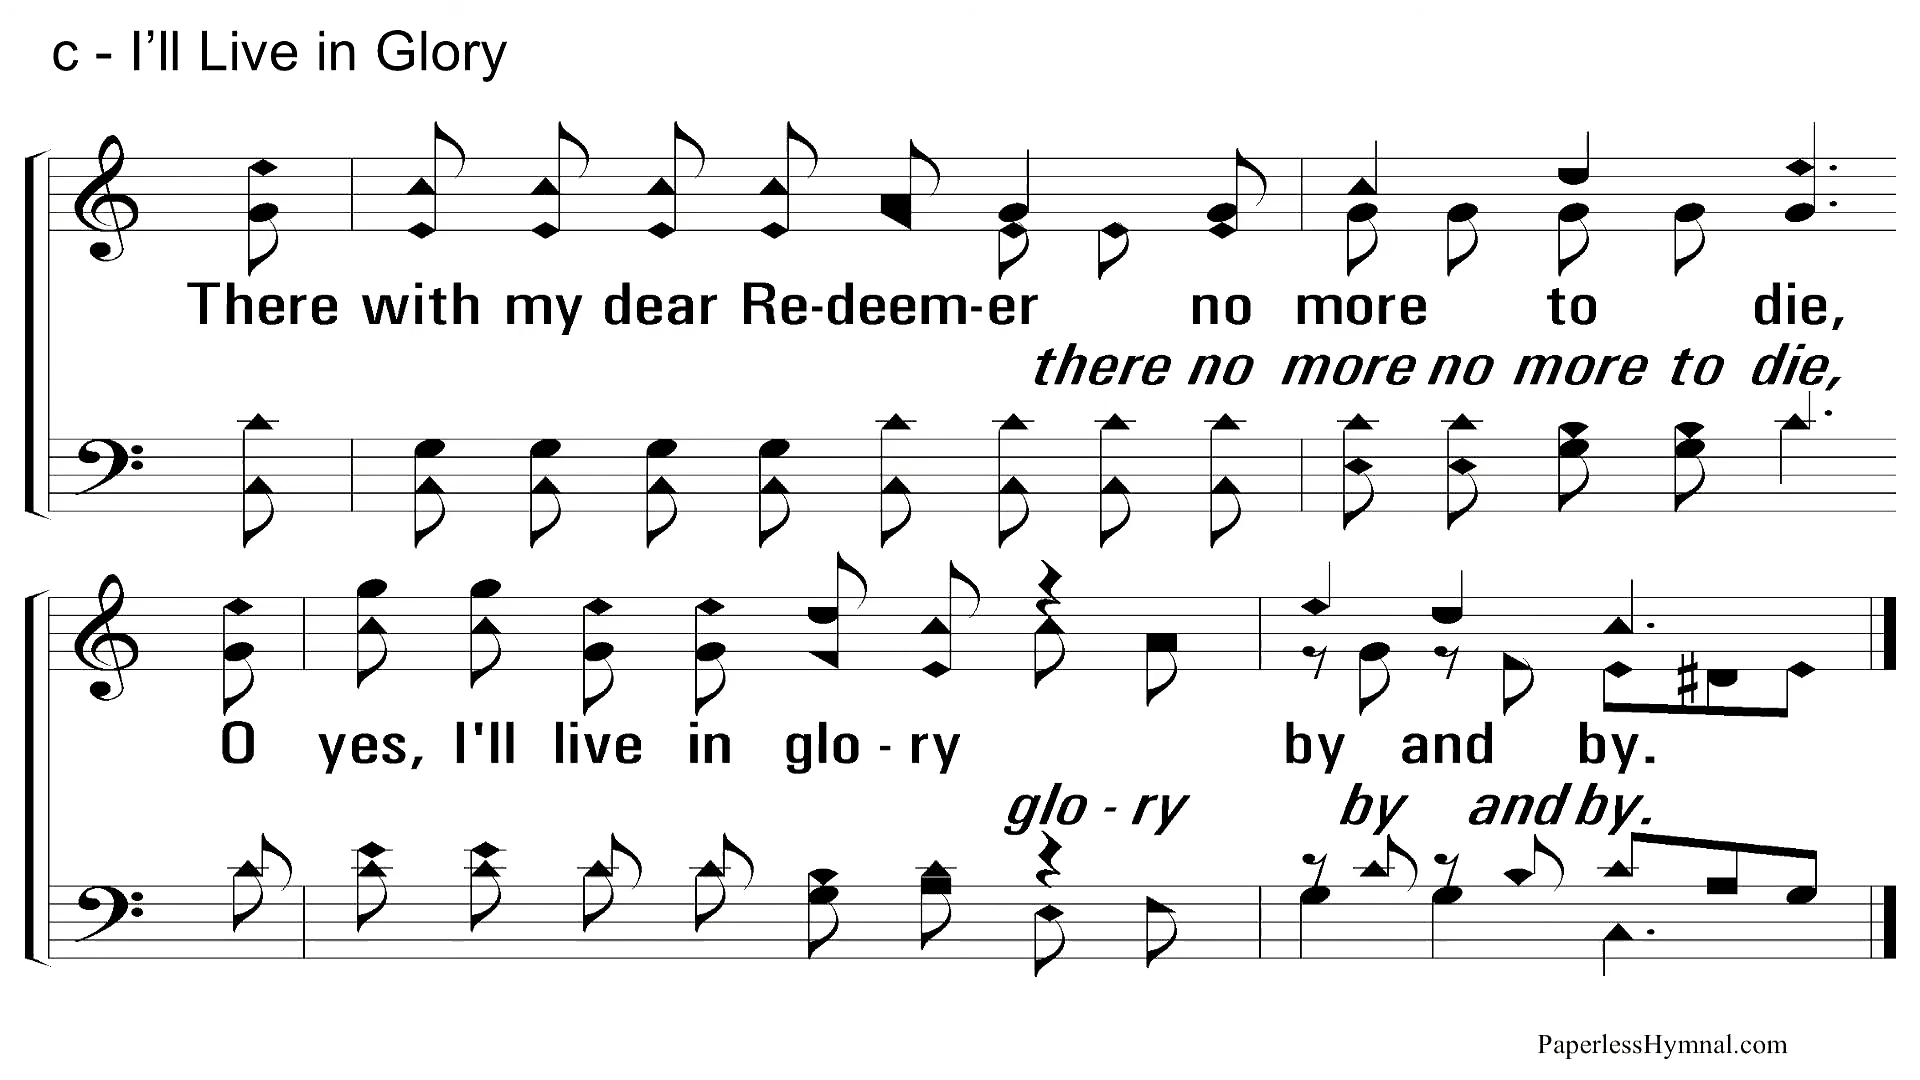 c - I’ll Live in Glory
There with my dear Re-deem-er no more to die,
there no more no more to die,
O yes, I'll live in glo - ry by and by.
glo - ry by and by.
PaperlessHymnal.com